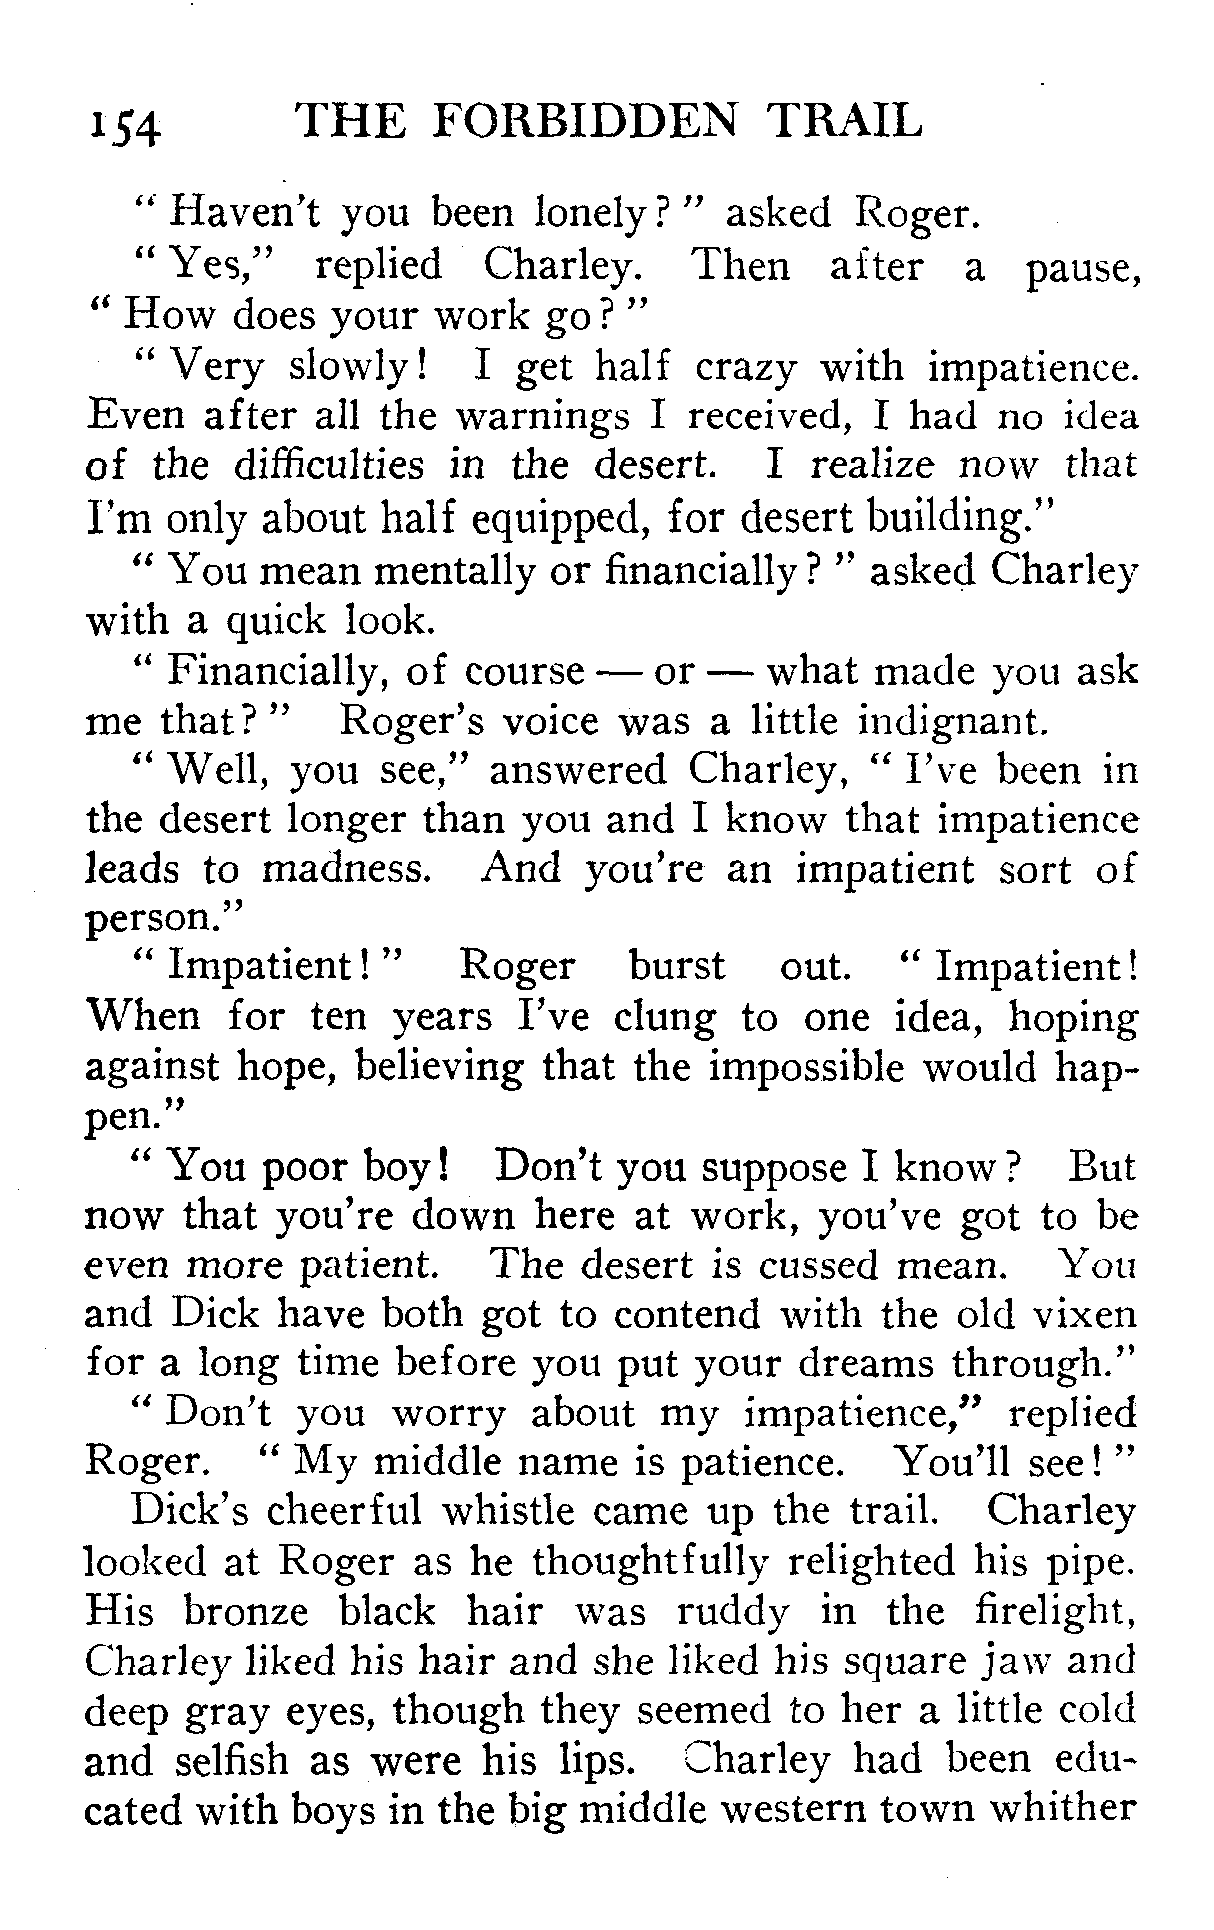 154 THE FORBIDDEN TRAIL
" Haven't you been lonely? " asked Roger.
" Yes," replied Charley. Then after a pause,
" How does your work go? "
" Very slowly! I get half crazy with impatience.
Even after all the warnings I received, I had no idea
of the difficulties in the desert. I realize now that
I'm only about half equipped, for desert building."
" You mean mentally or financially? " asked Charley
with a quick look.
" Financially, of course — or — what made you ask
me that? " Roger's voice was a little indignant.
" Well, you see," answered Charley, " I've been in
the desert longer than you and I know that impatience
leads to madness. And you're an impatient sort of
person."
" Impatient! " Roger burst out. " Impatient!
When for ten years I've clung to one idea, hoping
against hope, believing that the impossible would hap-
pen."
" You poor boy! Don't you suppose I know? But
now that you're down here at work, you've got to be
even more patient. The desert is cussed mean. You
and Dick have both got to contend with the old vixen
for a long time before you put your dreams through."
" Don't you worry about my impatience," replied
Roger. " My middle name is patience. You'll see! "
Dick's cheerful whistle came up the trail. Charley
looked at Roger as he thoughtfully relighted his pipe.
His bronze black hair was ruddy in the firelight,
Charley liked his hair and she liked his square jaw and
deep gray eyes, though they seemed to her a little cold
and selfish as were his lips. Charley had been edu-
cated with boys in the big middle western town whither